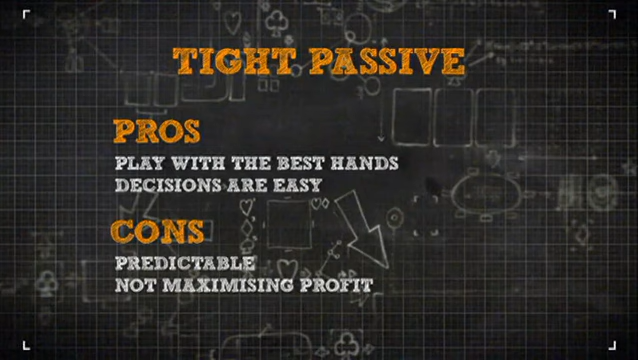 TIGHT PASSIVE
PROS
PLAY WITH THE BEST HANDS
DECISIONS ARE EASY
CONS
PREDICTABLE
NOT MAXIMISING PROFIT